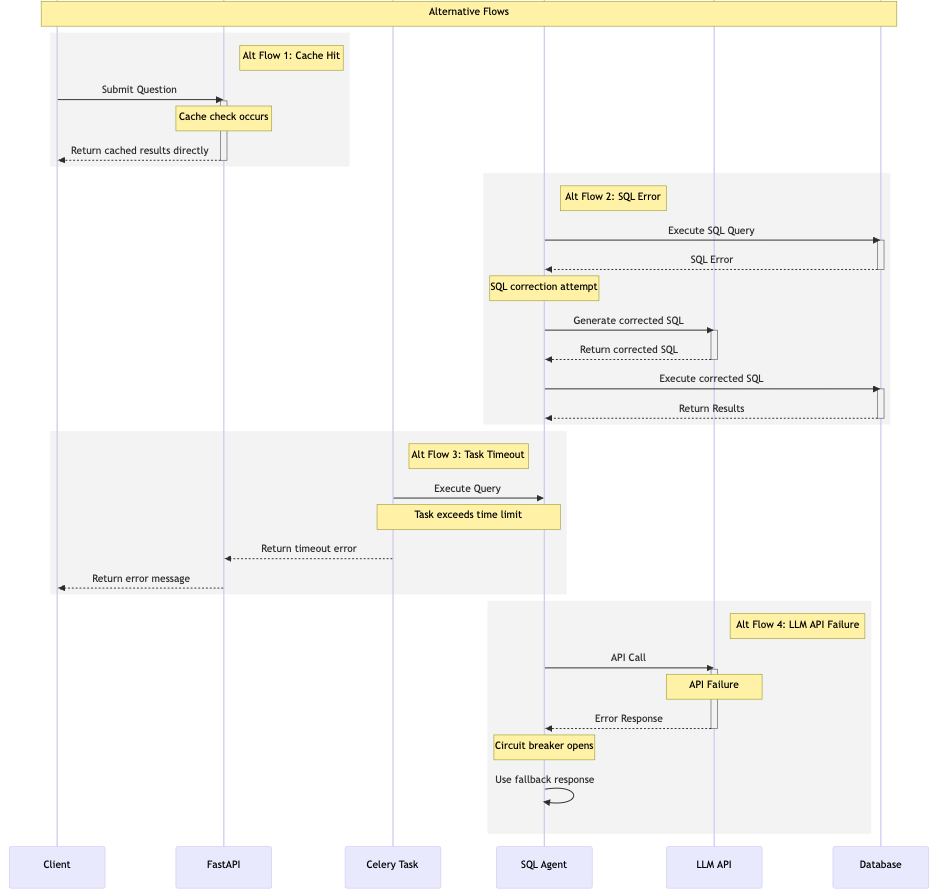 Alternative Flows
Alt Flow 1: Cache Hit
Submit Question
Cache check occurs
Return cached results directly
Alt Flow 2: SQL Error
Execute SQL Query
SQL Error
SQL correction attempt
Generate corrected SQL
Return corrected SQL
Execute corrected SQL
Return Results
Alt Flow 3: Task Timeout
Execute Query
Task exceeds time limit
Return timeout error
Return error message
Alt Flow 4: LLM API Failure
API Call
API Failure
Error Response
Circuit breaker opens
Use fallback response
Client
FastAPI
Celery Task
SQL Agent
LLM API
Database